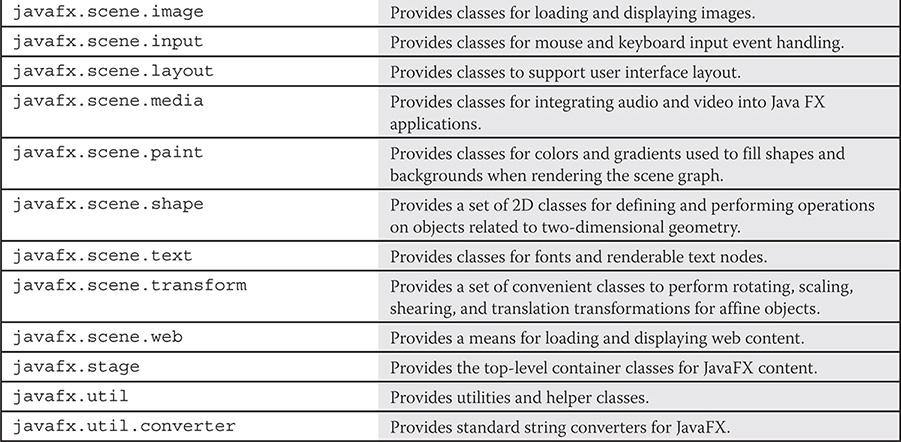 javafx.scene.image Provides classes for loading and displaying images.
javafx.scene.input Provides classes for mouse and keyboard input event handling.
javafx.scene.layout Provides classes to support user interface layout.
javafx.scene.media Provides classes for integrating audio and video into Java FX
applications.
javafx.scene.paint Provides classes for colors and gradients used to fill shapes and
backgrounds when rendering the scene graph.
javafx.scene.shape Provides a set of 2D classes for defining and performing operations
on objects related to two-dimensional geometry.
javafx.scene.text Provides classes for fonts and renderable text nodes.
javafx.scene.transform Provides a set of convenient classes to perform rotating, scaling,
shearing, and translation transformations for affine objects.
javafx.scene.web Provides a means for loading and displaying web content.
javafx.stage Provides the top-level container classes for JavaFX content.
javafx.util Provides utilities and helper classes.
javafx.util.converter Provides standard string converters for JavaFX.